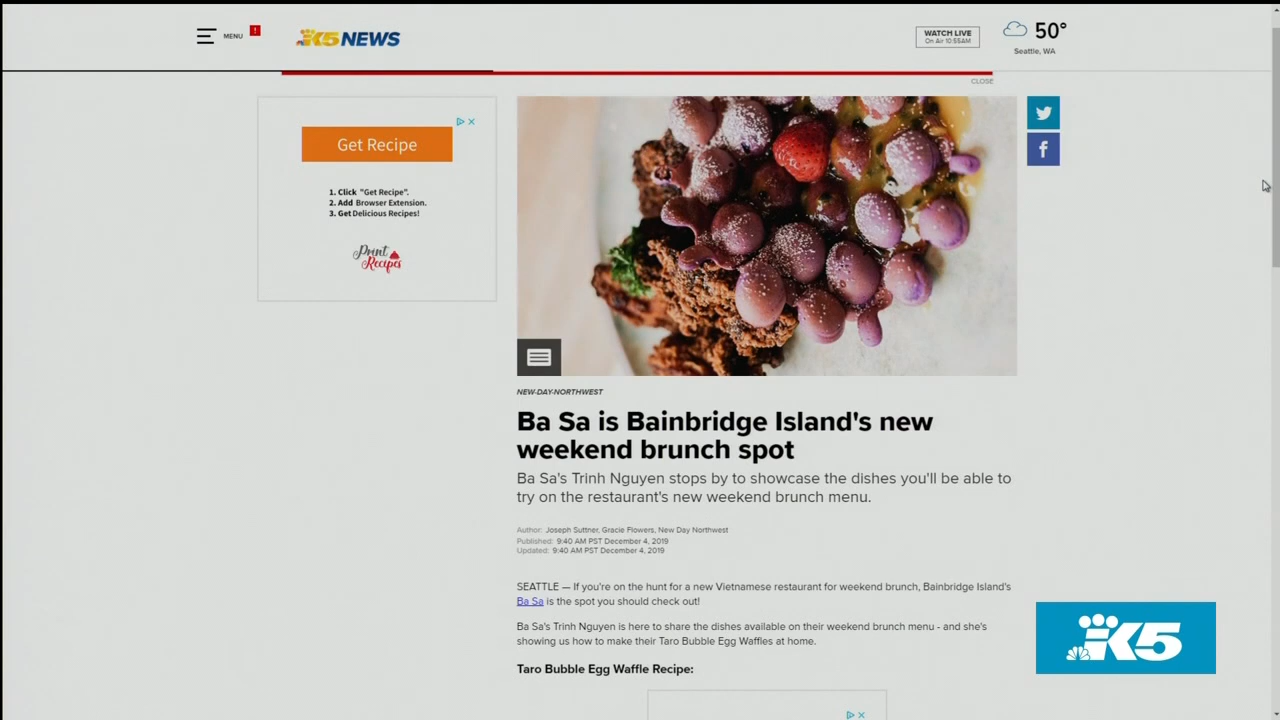 MENU
!
K5 NEWS
WATCH LIVE
On Air 10:55AM
50°
Seattle, WA
CLOSE
Get Recipe
1. Click "Get Recipe".
2. Add Browser Extension.
3. Get Delicious Recipes!
Print
Recipes
NEW-DAY-NORTHWEST
Ba Sa is Bainbridge Island's new
weekend brunch spot
Ba Sa's Trinh Nguyen stops by to showcase the dishes you'll be able to
try on the restaurant's new weekend brunch menu.
Author: Joseph Suttner, Gracie Flowers, New Day Northwest
Published: 9:40 AM PST December 4, 2019
Updated: 9:40 AM PST December 4, 2019
SEATTLE — If you're on the hunt for a new Vietnamese restaurant for weekend brunch, Bainbridge Island's
Ba Sa is the spot you should check out!
Ba Sa's Trinh Nguyen is here to share the dishes available on their weekend brunch menu - and she's
showing us how to make their Taro Bubble Egg Waffles at home.
Taro Bubble Egg Waffle Recipe:
K5